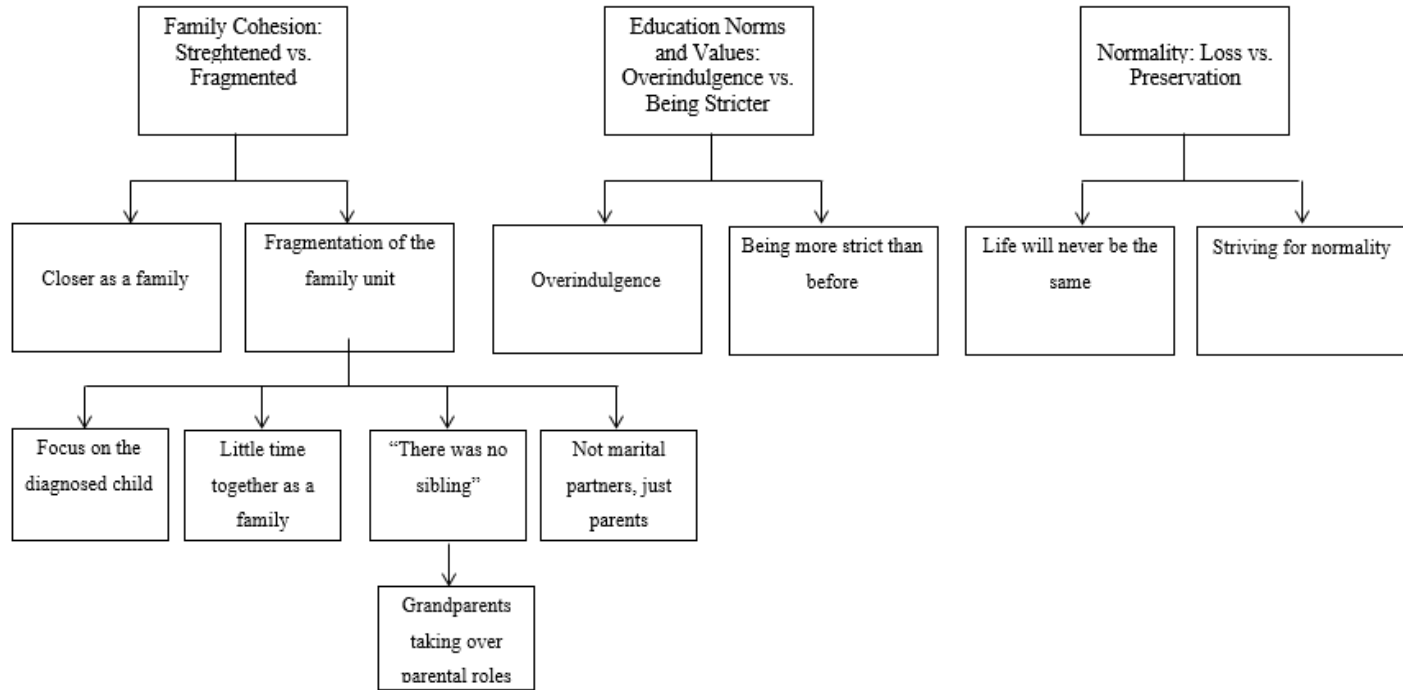 Family Cohesion:
Streghtened vs.
Fragmented
Education Norms
and Values:
Overindulgence vs.
Being Stricter
Normality: Loss vs.
Preservation
Closer as a family
Fragmentation of the
family unit
Overindulgence
Being more strict than
before
Life will never be the
same
Striving for normality
Focus on the
diagnosed child
Little time
together as a
family
“There was no
sibling”
Not marital
partners, just
parents
Grandparents
taking over
parental roles